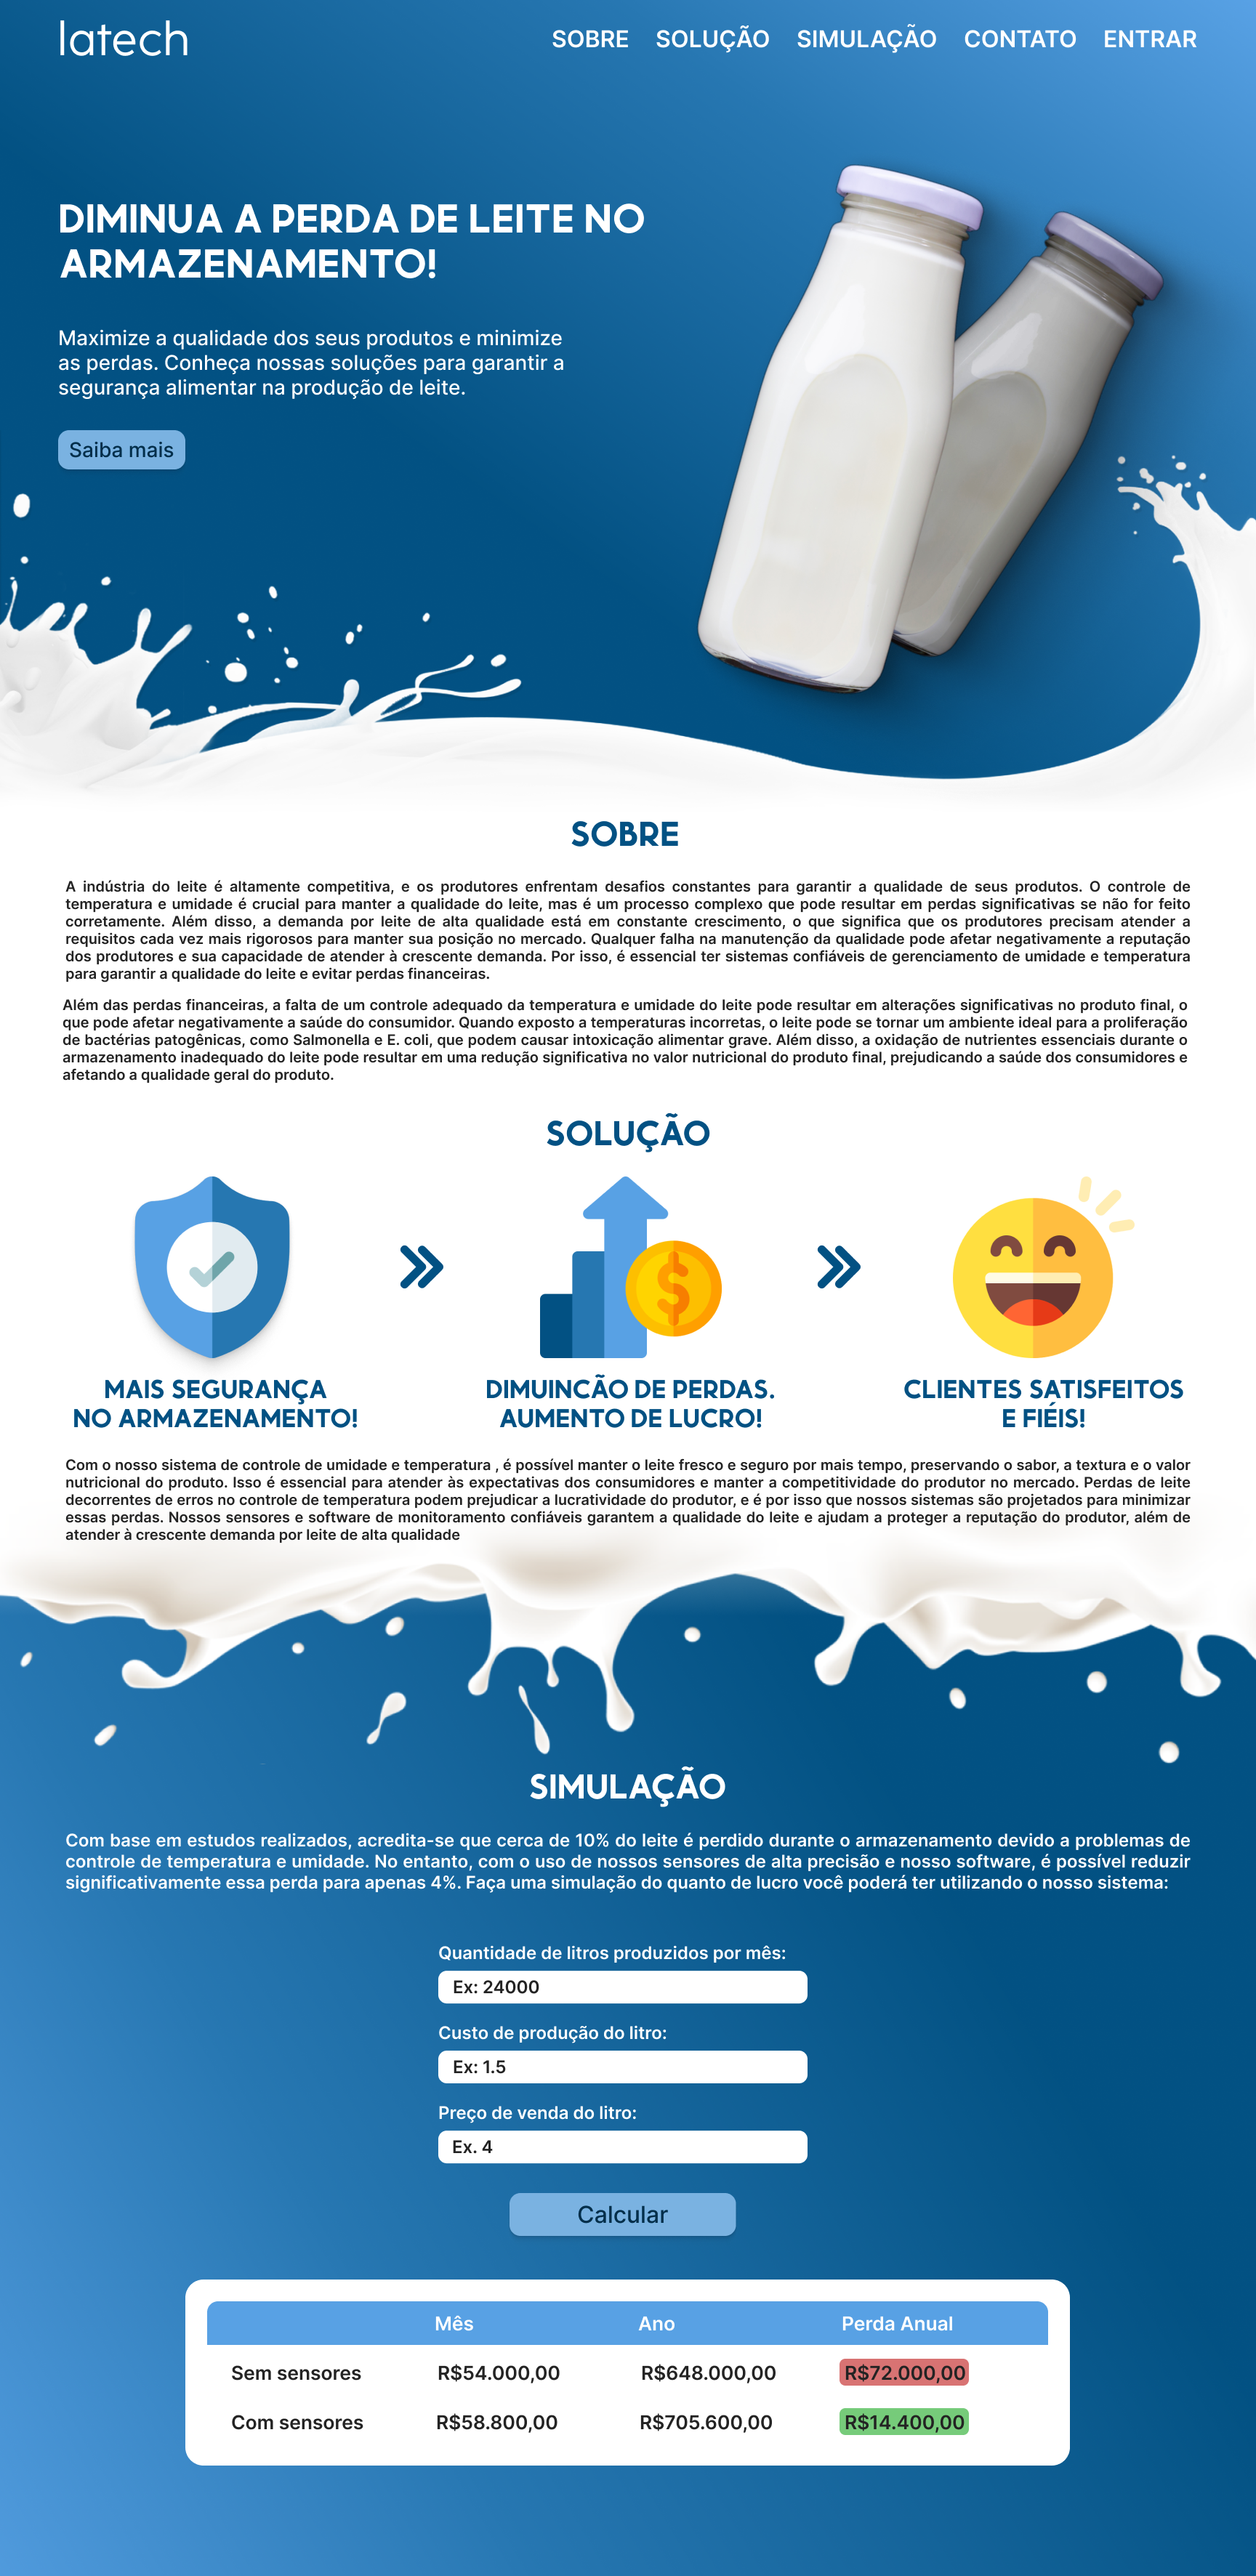 latech
SOBRE SOLUÇÃO SIMULAÇÃO CONTATO ENTRAR
DIMINUA A PERDA DE LEITE NO
ARMAZENAMENTO!
Maximize a qualidade dos seus produtos e minimize
as perdas. Conheça nossas soluções para garantir a
segurança alimentar na produção de leite.
Saiba mais
SOBRE
A indústria do leite é altamente competitiva, e os produtores enfrentam desafios constantes para garantir a qualidade de seus produtos. O controle de
temperatura e umidade é crucial para manter a qualidade do leite, mas é um processo complexo que pode resultar em perdas significativas se não for feito
corretamente. Além disso, a demanda por leite de alta qualidade está em constante crescimento, o que significa que os produtores precisam atender a
requisitos cada vez mais rigorosos para manter sua posição no mercado. Qualquer falha na manutenção da qualidade pode afetar negativamente a reputação
dos produtores e sua capacidade de atender à crescente demanda. Por isso, é essencial ter sistemas confiáveis de gerenciamento de umidade e temperatura
para garantir a qualidade do leite e evitar perdas financeiras.
Além das perdas financeiras, a falta de um controle adequado da temperatura e umidade do leite pode resultar em alterações significativas no produto final, o
que pode afetar negativamente a saúde do consumidor. Quando exposto a temperaturas incorretas, o leite pode se tornar um ambiente ideal para a proliferação
de bactérias patogênicas, como Salmonella e E. coli, que podem causar intoxicação alimentar grave. Além disso, a oxidação de nutrientes essenciais durante o
armazenamento inadequado do leite pode resultar em uma redução significativa no valor nutricional do produto final, prejudicando a saúde dos consumidores e
afetando a qualidade geral do produto.
SOLUÇÃO
MAIS SEGURANÇA
NO ARMAZENAMENTO!
DIMUINCÃO DE PERDAS.
AUMENTO DE LUCRO!
CLIENTES SATISFEITOS
E FIÉIS!
Com o nosso sistema de controle de umidade e temperatura , é possível manter o leite fresco e seguro por mais tempo, preservando o sabor, a textura e o valor
nutricional do produto. Isso é essencial para atender às expectativas dos consumidores e manter a competitividade do produtor no mercado. Perdas de leite
decorrentes de erros no controle de temperatura podem prejudicar a lucratividade do produtor, e é por isso que nossos sistemas são projetados para minimizar
essas perdas. Nossos sensores e software de monitoramento confiáveis garantem a qualidade do leite e ajudam a proteger a reputação do produtor, além de
atender à crescente demanda por leite de alta qualidade
SIMULAÇÃO
Com base em estudos realizados, acredita-se que cerca de 10% do leite é perdido durante o armazenamento devido a problemas de
controle de temperatura e umidade. No entanto, com o uso de nossos sensores de alta precisão e nosso software, é possível reduzir
significativamente essa perda para apenas 4%. Faça uma simulação do quanto de lucro você poderá ter utilizando o nosso sistema:
Quantidade de litros produzidos por mês:
Ex: 24000
Custo de produção do litro:
Ex: 1.5
Preço de venda do litro:
Ex. 4
Calcular
Mês Ano Perda Anual
Sem sensores R$54.000,00 R$648.000,00 R$72.000,00
Com sensores R$58.800,00 R$705.600,00 R$14.400,00